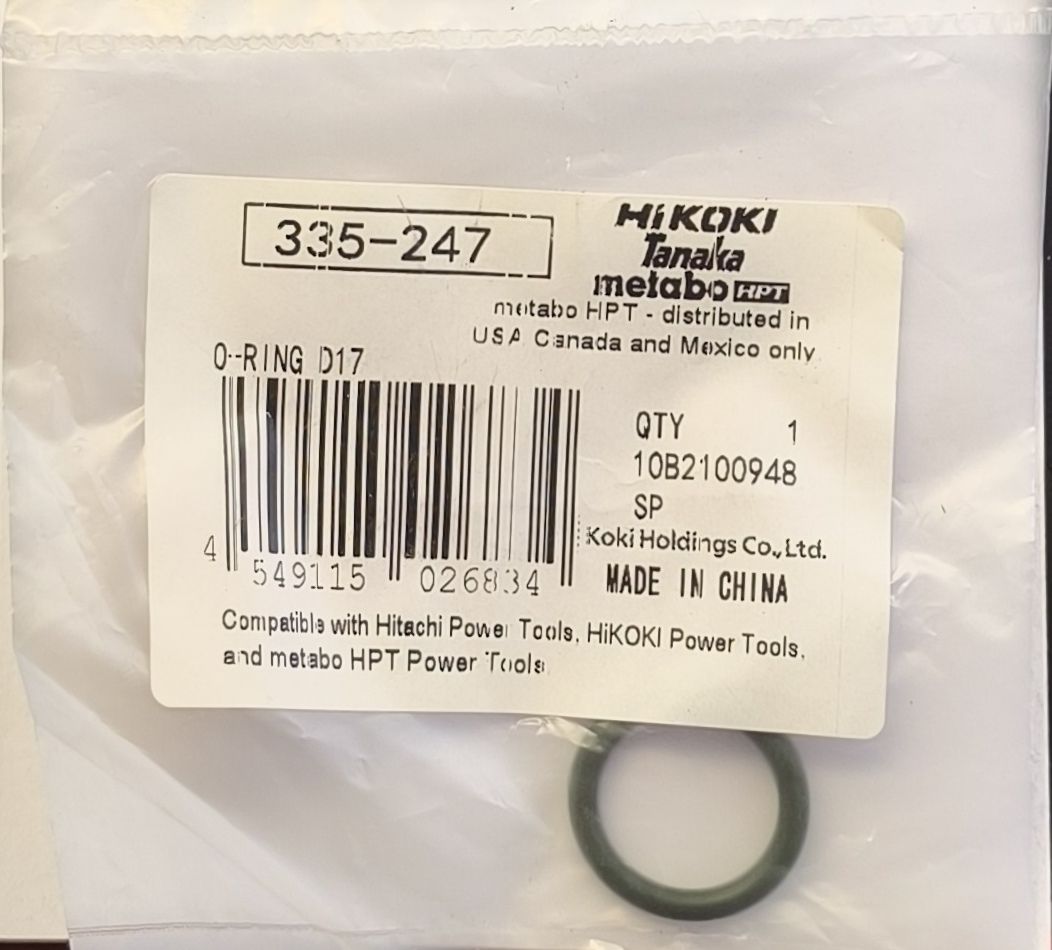 335-247
HiKOKI
Tanaka
metabo HPT
metabo HPT - distributed in
USA Canada and Mexico only
O-RING D17
QTY 1
10B2100948
SP
Koki Holdings Co., Ltd.
MADE IN CHINA
4 549115 026834
Compatible with Hitachi Power Tools, HiKOKI Power Tools,
and metabo HPT Power Tools